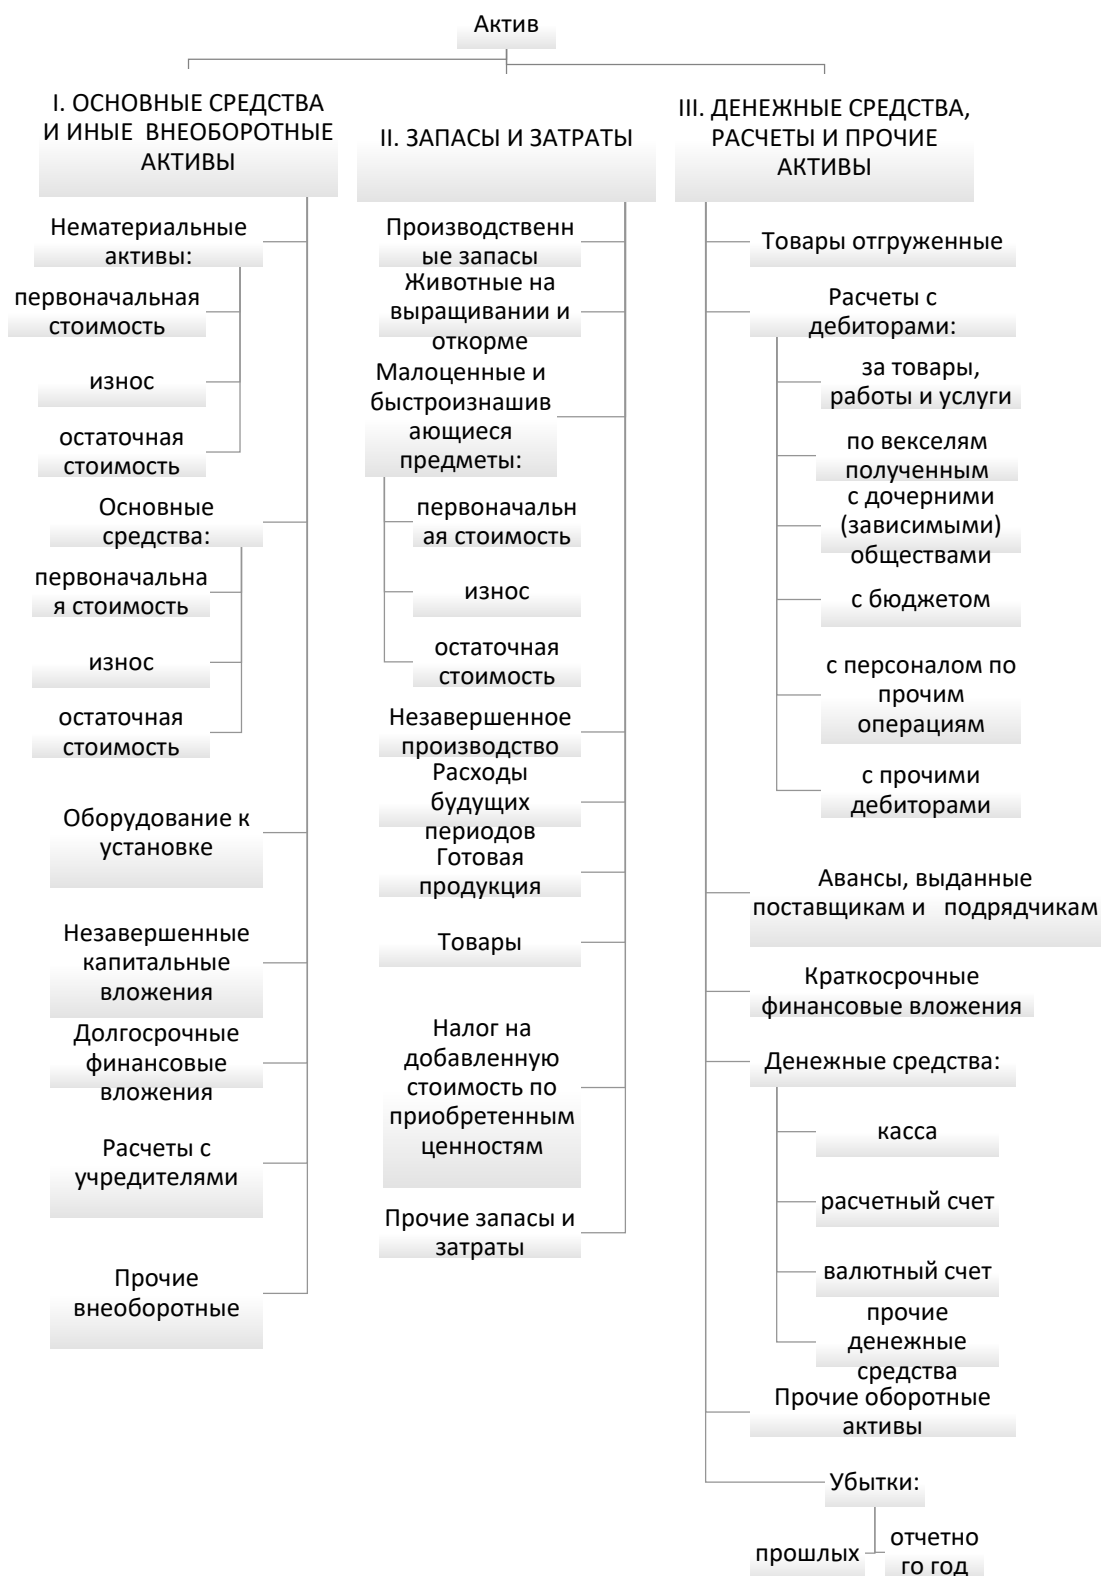 Актив
I. ОСНОВНЫЕ СРЕДСТВА
И ИНЫЕ ВНЕОБОРОТНЫЕ
АКТИВЫ
Нематериальные
активы:
первоначальная
стоимость
износ
остаточная
стоимость
Основные
средства:
первоначальна
я стоимость
износ
остаточная
стоимость
Оборудование к
установке
Незавершенные
капитальные
вложения
Долгосрочные
финансовые
вложения
Расчеты с
учредителями
Прочие
внеоборотные
II. ЗАПАСЫ И ЗАТРАТЫ
Производственн
ые запасы
Животные на
выращивании и
откорме
Малоценные и
быстроизнашив
ающиеся
предметы:
первоначальн
ая стоимость
износ
остаточная
стоимость
Незавершенное
производство
Расходы
будущих
периодов
Готовая
продукция
Товары
Налог на
добавленную
стоимость по
приобретенным
ценностям
Прочие запасы и
затраты
III. ДЕНЕЖНЫЕ СРЕДСТВА,
РАСЧЕТЫ И ПРОЧИЕ
АКТИВЫ
Товары отгруженные
Расчеты с
дебиторами:
за товары,
работы и услуги
по векселям
полученным
с дочерними
(зависимыми)
обществами
с бюджетом
с персоналом по
прочим
операциям
с прочими
дебиторами
Авансы, выданные
поставщикам и подрядчикам
Краткосрочные
финансовые вложения
Денежные средства:
касса
расчетный счет
валютный счет
прочие
денежные
средства
Прочие оборотные
активы
Убытки:
прошлых
отчетно
го год